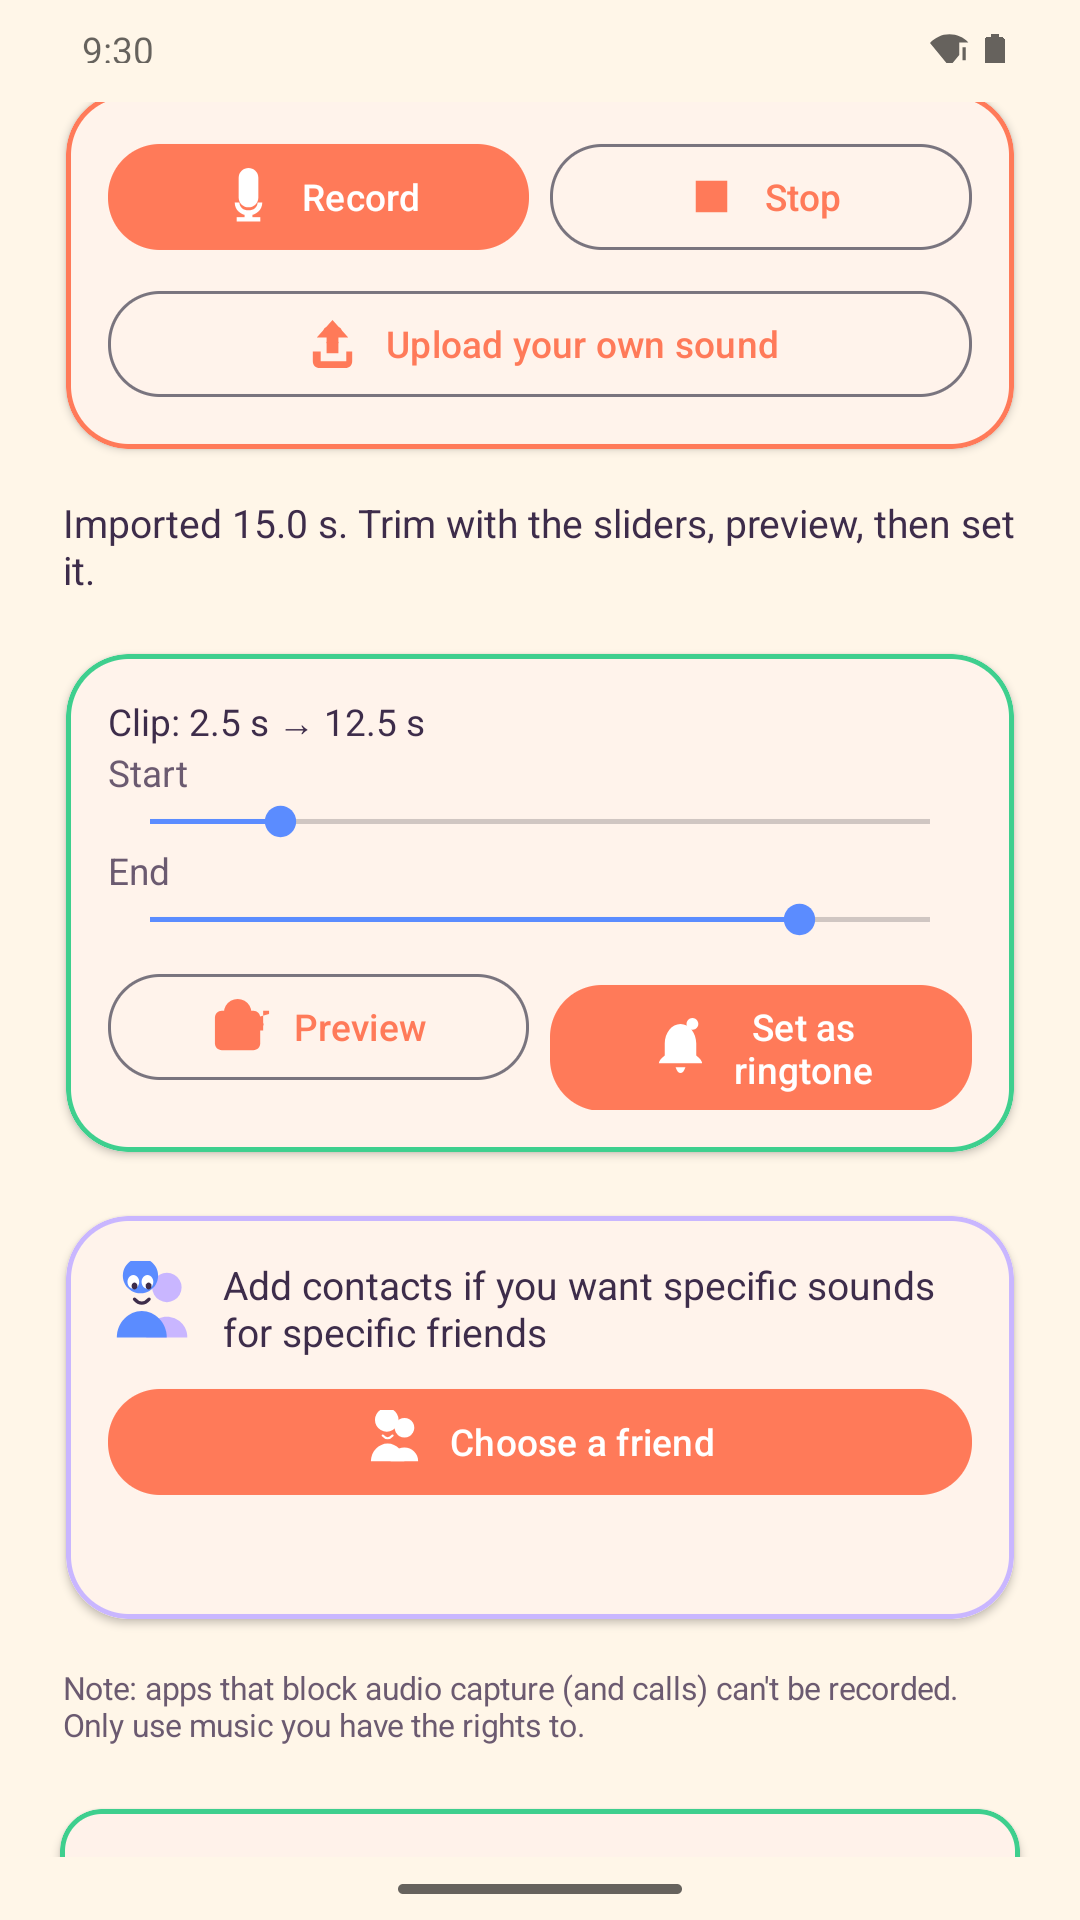 9:30
Record
Stop
Upload your own sound
Imported 15.0 s. Trim with the sliders, preview, then set
it.
Clip: 2.5 s → 12.5 s
Start
End
Preview
Set as
ringtone
Add contacts if you want specific sounds
for specific friends
Choose a friend
Note: apps that block audio capture (and calls) can't be recorded.
Only use music you have the rights to.